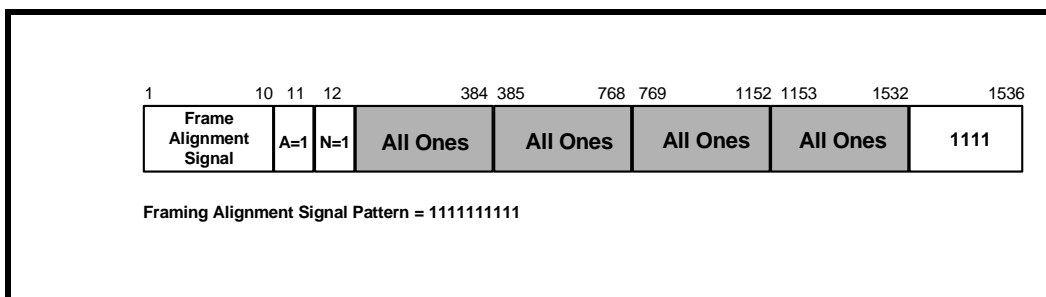 1 10 11 12 384 385 768 769 1152 1153 1532 1536
Frame
Alignment
Signal
A=1 N=1 All Ones All Ones All Ones All Ones 1111
Framing Alignment Signal Pattern = 1111111111